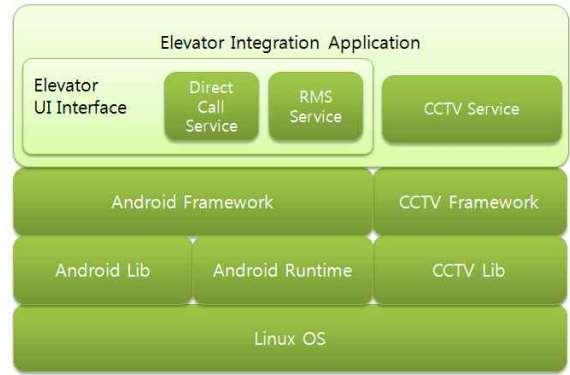 Elevator Integration Application
Elevator
UI Interface
Direct
Call
Service
RMS
Service
CCTV Service
Android Framework
CCTV Framework
Android Lib
Android Runtime
CCTV Lib
Linux OS